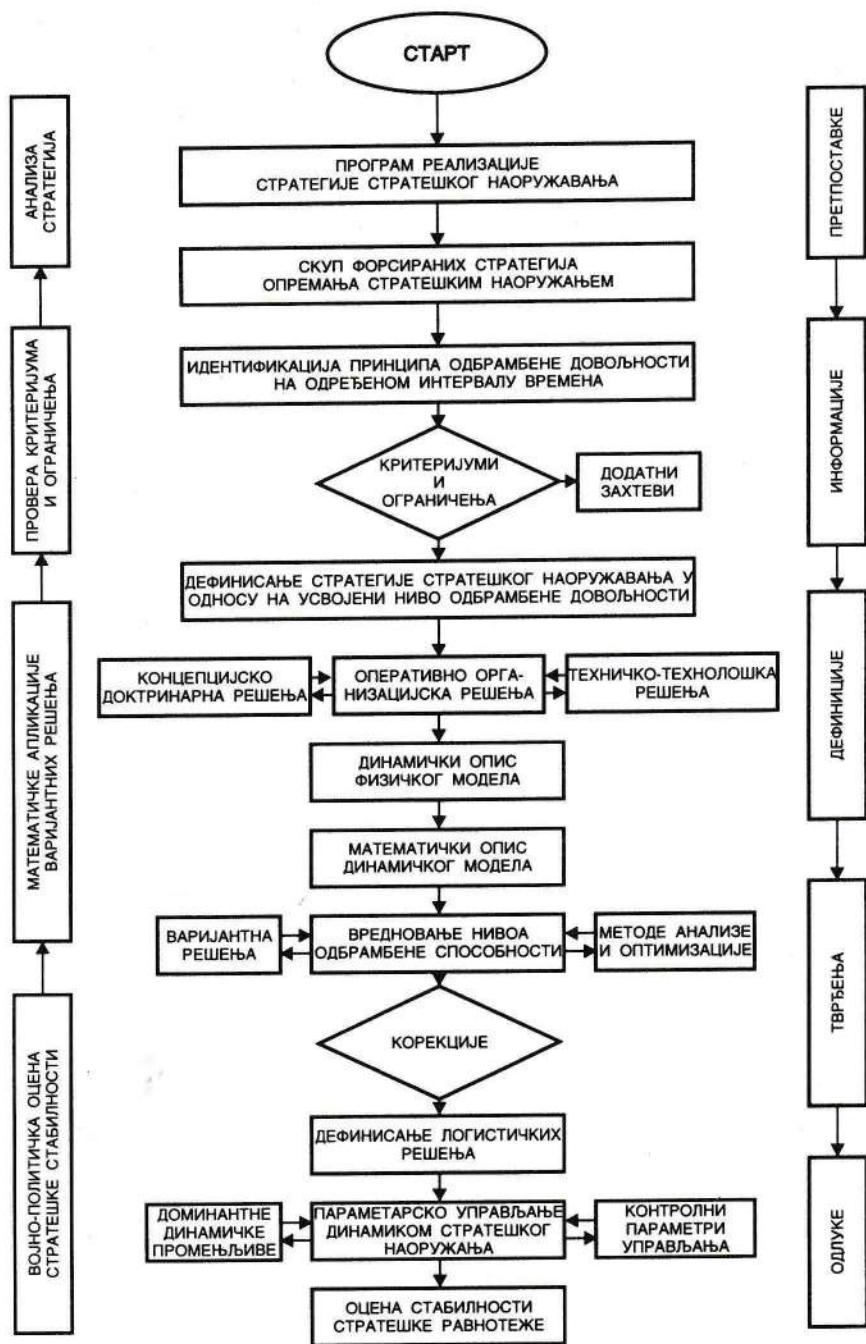 СТАРТ
ПРОГРАМ РЕАЛИЗАЦИЈЕ
СТРАТЕГИЈЕ СТРАТЕШКОГ НАОРУЖАВАЊА
СКУП ФОРСИРАНИХ СТРАТЕГИЈА
ОПРЕМАЊА СТРАТЕШКИМ НАОРУЖАЊЕМ
ИДЕНТИФИКАЦИЈА ПРИНЦИПА ОДБРАМБЕНЕ ДОВОЉНОСТИ
НА ОДРЕЂЕНОМ ИНТЕРВАЛУ ВРЕМЕНА
КРИТЕРИЈУМИ
И
ОГРАНИЧЕЊА
ДОДАТНИ
ЗАХТЕВИ
ДЕФИНИСАЊЕ СТРАТЕГИЈЕ СТРАТЕШКОГ НАОРУЖАВАЊА У
ОДНОСУ НА УСВОЈЕНИ НИВО ОДБРАМБЕНЕ ДОВОЉНОСТИ
КОНЦЕПЦИЈСКО
ДОКТРИНАРНА РЕШЕЊА
ОПЕРАТИВНО ОРГА-
НИЗАЦИЈСКА РЕШЕЊА
ТЕХНИЧКО-ТЕХНОЛОШКА
РЕШЕЊА
ДИНАМИЧКИ ОПИС
ФИЗИЧКОГ МОДЕЛА
МАТЕМАТИЧКИ ОПИС
ДИНАМИЧКОГ МОДЕЛА
ВАРИЈАНТНА
РЕШЕЊА
ВРЕДНОВАЊЕ НИВОА
ОДБРАМБЕНЕ СПОСОБНОСТИ
МЕТОДЕ АНАЛИЗЕ
И ОПТИМИЗАЦИЈЕ
КОРЕКЦИЈЕ
ДЕФИНИСАЊЕ ЛОГИСТИЧКИХ
РЕШЕЊА
ДОМИНАНТНЕ
ДИНАМИЧКЕ
ПРОМЕНЉИВЕ
ПАРАМЕТАРСКО УПРАВЉАЊЕ
ДИНАМИКОМ СТРАТЕШКОГ
НАОРУЖАЊА
КОНТРОЛНИ
ПАРАМЕТРИ
УПРАВЉАЊА
ОЦЕНА СТАБИЛНОСТИ
СТРАТЕШКЕ РАВНОТЕЖЕ
АНАЛИЗА
СТРАТЕГИЈА
ПРОВЕРА КРИТЕРИЈУМА
И ОГРАНИЧЕЊА
МАТЕМАТИЧКЕ АПЛИКАЦИЈЕ
ВАРИЈАНТНИХ РЕШЕЊА
ВОЈНО-ПОЛИТИЧКА ОЦЕНА
СТРАТЕШКЕ СТАБИЛНОСТИ
ПРЕТПОСТАВКЕ
ИНФОРМАЦИЈЕ
ДЕФИНИЦИЈЕ
ТВРЂЕЊА
ОДЛУКЕ